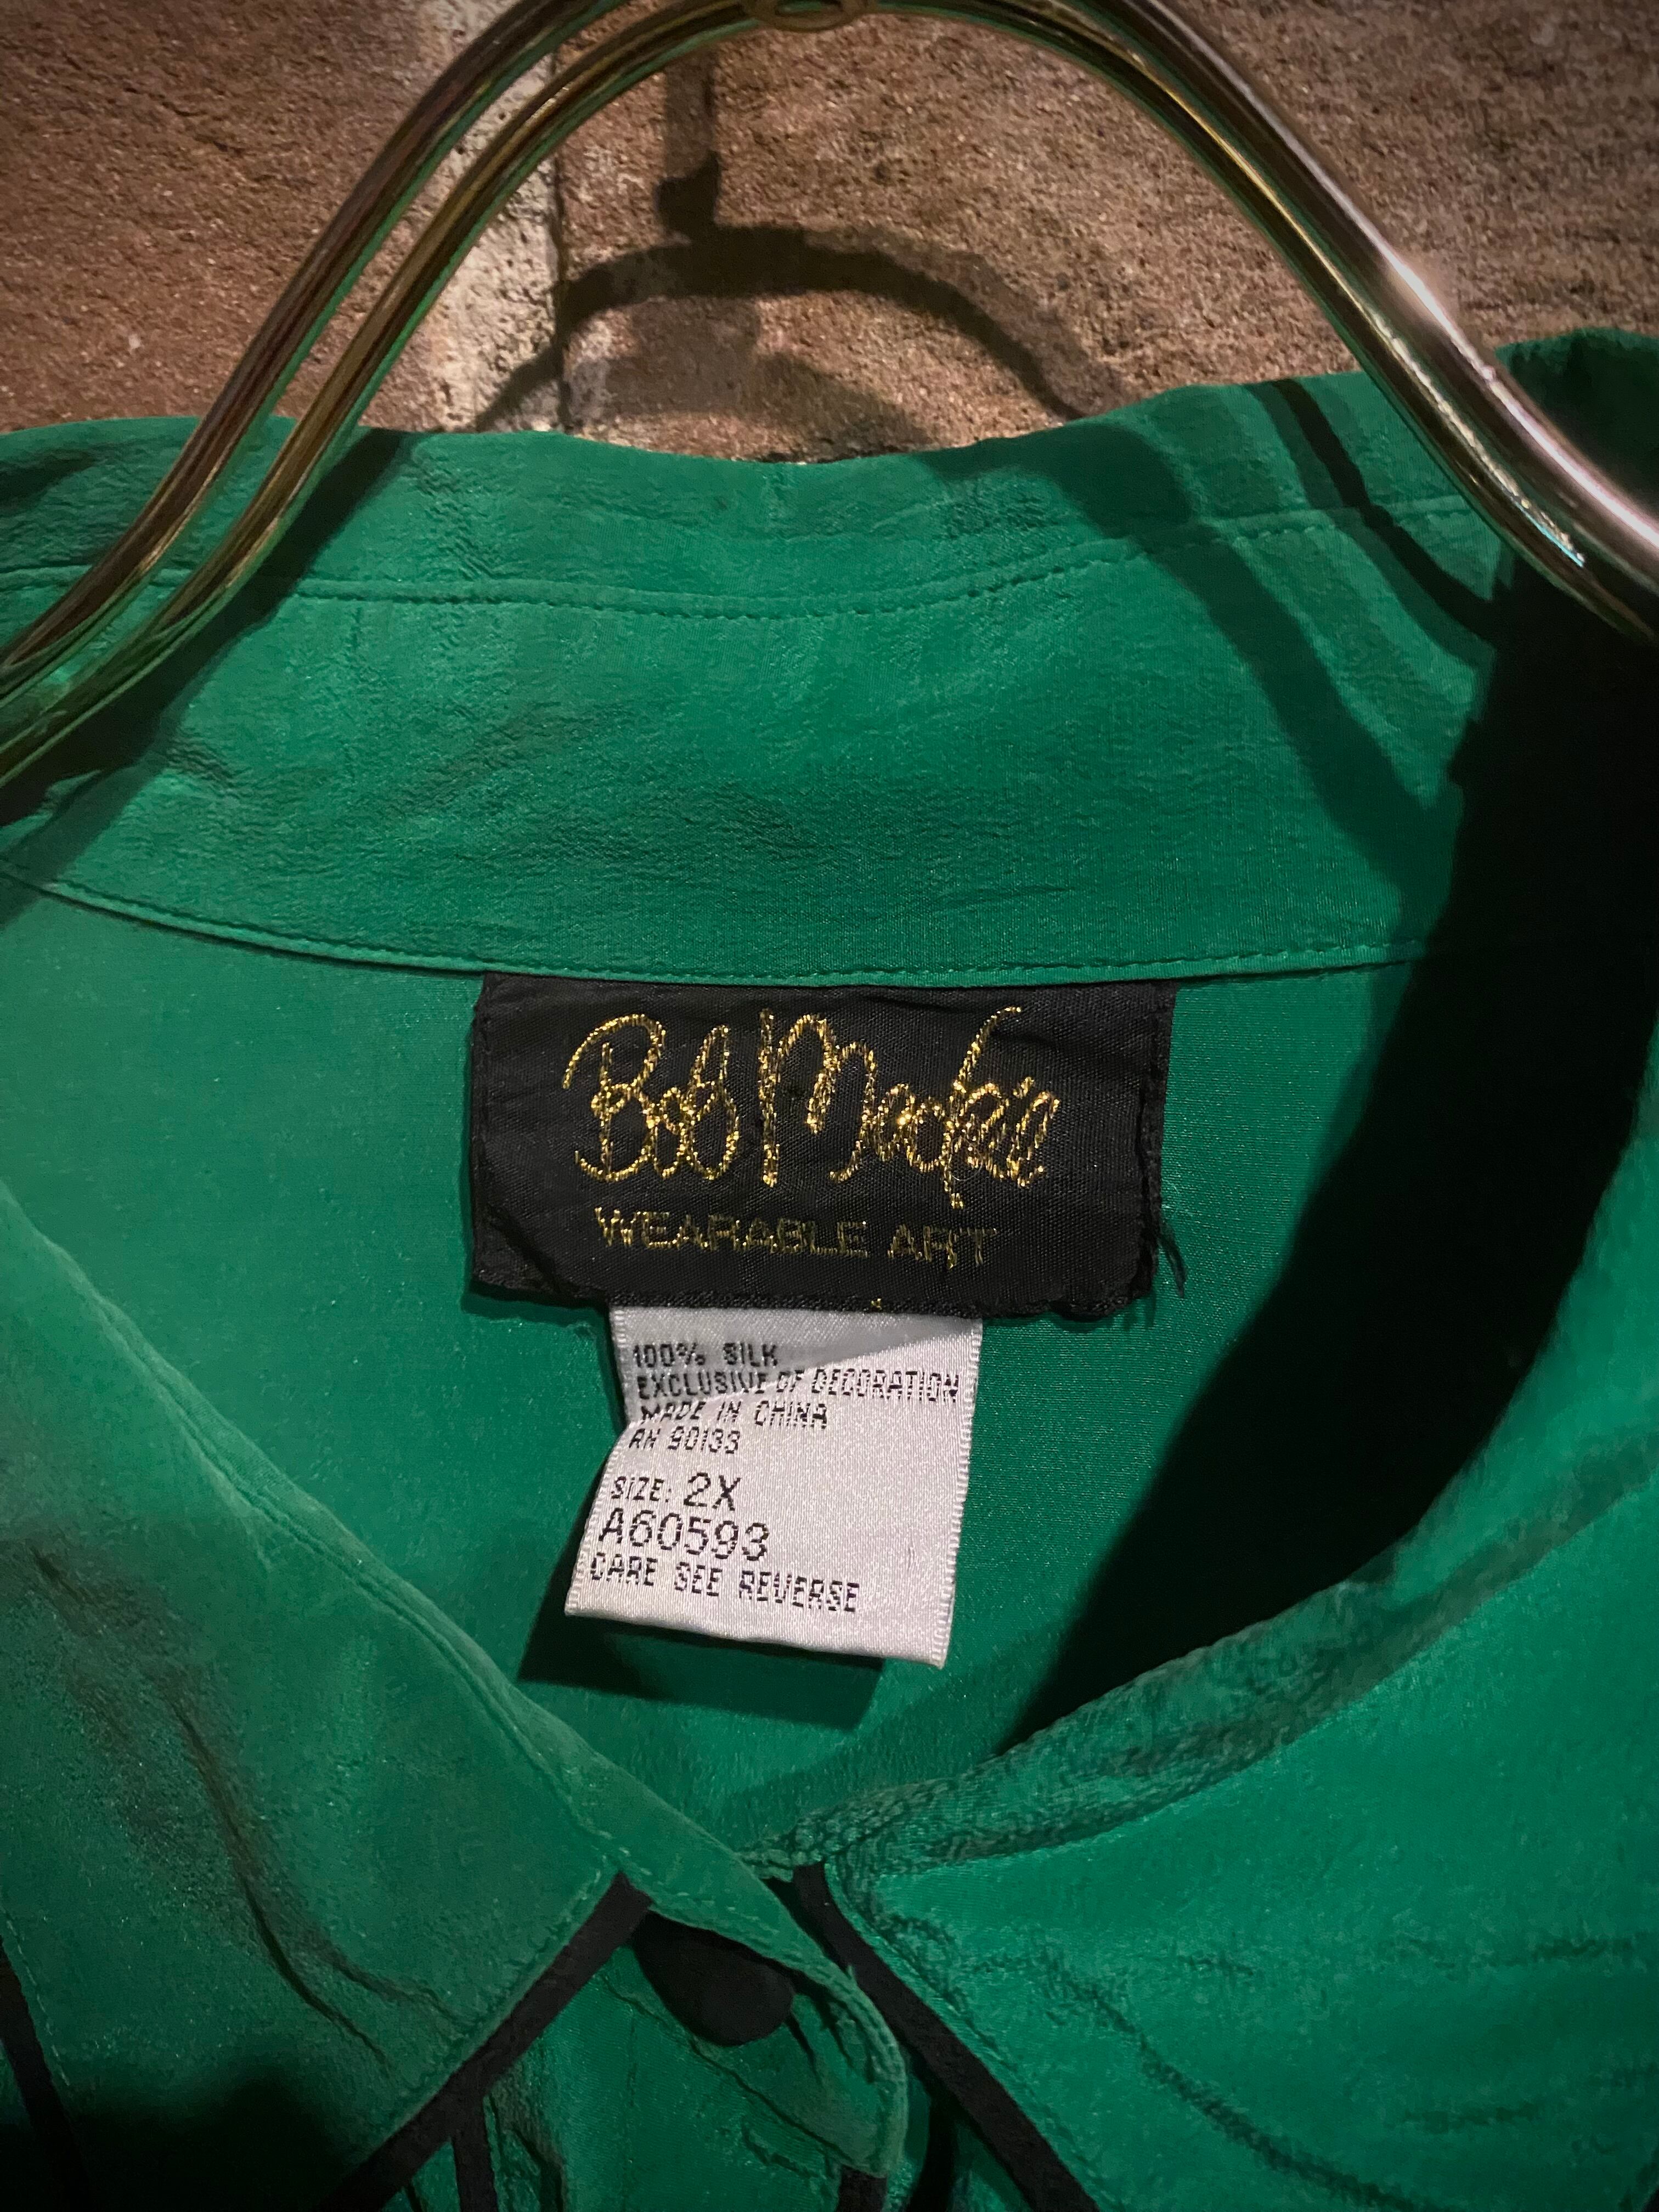 Bob Mackie
WEARABLE ART
100% SILK
EXCLUSIVE OF DECORATION
MADE IN CHINA
RN 90133
SIZE: 2X
A60593
CARE SEE REVERSE